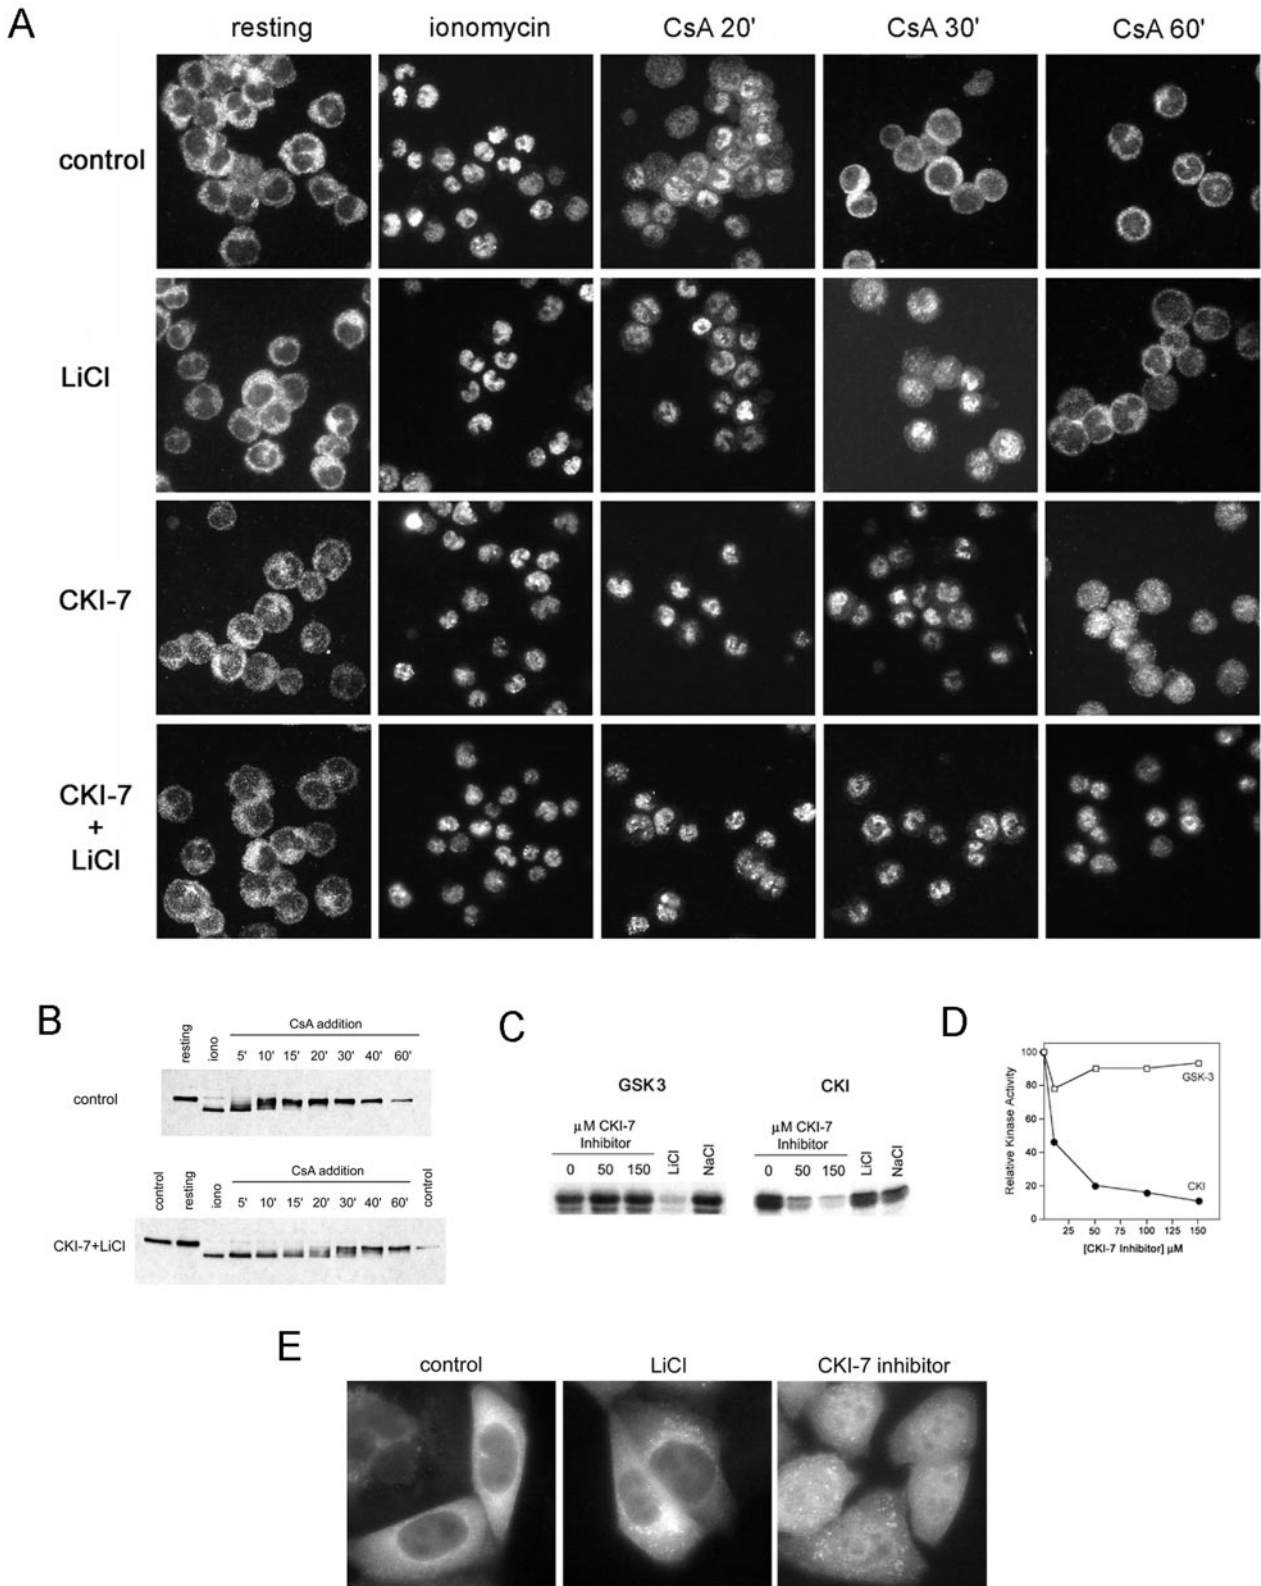 A
resting ionomycin CsA 20' CsA 30' CsA 60'
control
LiCl
CKI-7
CKI-7
+
LiCl
B
CsA addition
resting iono 5' 10' 15' 20' 30' 40' 60'
control
CsA addition
control resting iono 5' 10' 15' 20' 30' 40' 60' control
CKI-7+LiCl
C
GSK3 CKI
µM CKI-7
Inhibitor
0 50 150 LiCl NaCl
µM CKI-7
Inhibitor
0 50 150 LiCl NaCl
D
Relative Kinase Activity
100
80
60
40
20
0
GSK-3
CKI
25 50 75 100 125 150
[CKI-7 Inhibitor] µM
E
control LiCl CKI-7 inhibitor